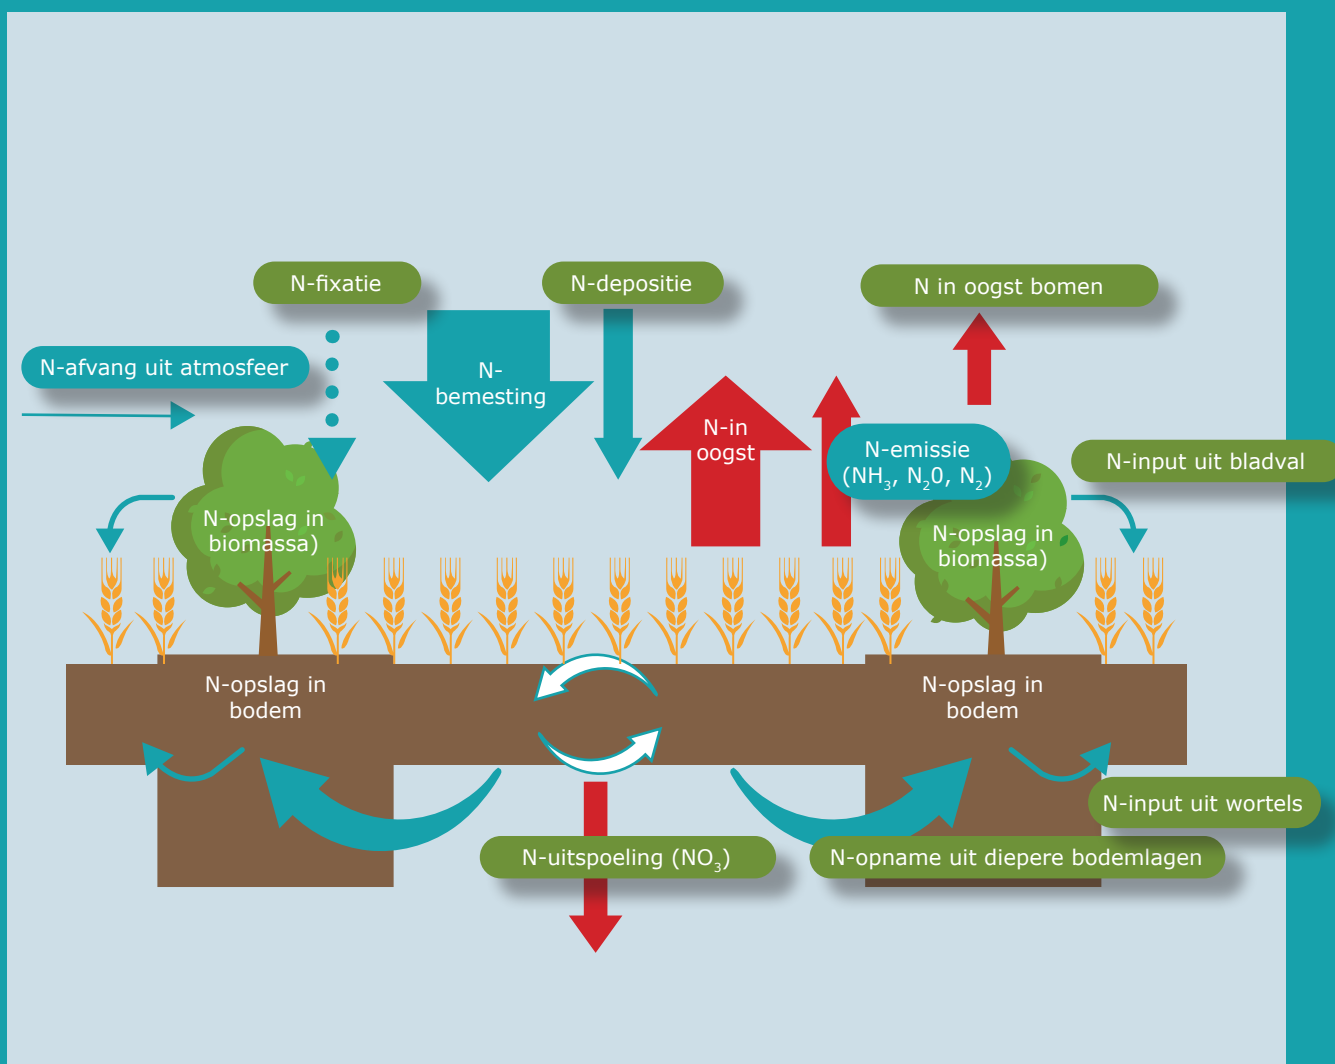 N-fixatie
N-depositie
N in oogst bomen
N-afvang uit atmosfeer
N-
bemesting
N-in
oogst
N-emissie
(NH₃, N₂0, N₂)
N-input uit bladval
N-opslag in
biomassa)
N-opslag in
biomassa)
N-opslag in
bodem
N-opslag in
bodem
N-input uit wortels
N-uitspoeling (NO₃)
N-opname uit diepere bodemlagen